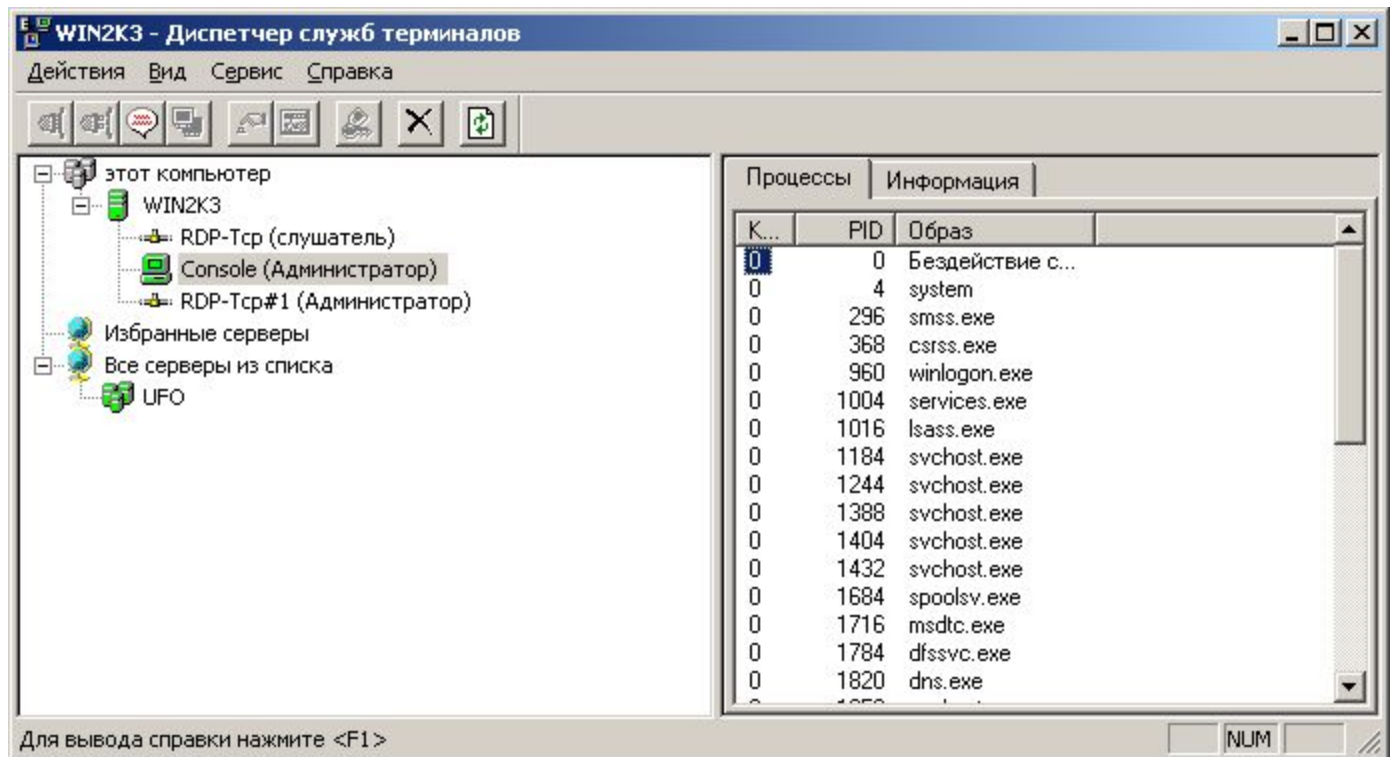 WIN2K3 - Диспетчер служб терминалов
Действия Вид Сервис Справка
этот компьютер
WIN2K3
RDP-Tcp (слушатель)
Console (Администратор)
RDP-Tcp#1 (Администратор)
Избранные серверы
Все серверы из списка
UFO
Процессы Информация
К... PID Образ
0 0 Бездействие с...
0 4 system
0 296 smss.exe
0 368 csrss.exe
0 960 winlogon.exe
0 1004 services.exe
0 1016 lsass.exe
0 1184 svchost.exe
0 1244 svchost.exe
0 1388 svchost.exe
0 1404 svchost.exe
0 1432 svchost.exe
0 1684 spoolsv.exe
0 1716 msdtc.exe
0 1784 dfssvc.exe
0 1820 dns.exe
Для вывода справки нажмите <F1>
NUM